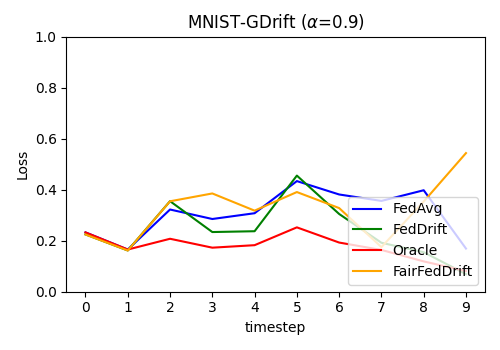 MNIST-GDrift (α=0.9)
Loss
1.0
0.8
0.6
0.4
0.2
0.0
FedAvg
FedDrift
Oracle
FairFedDrift
0 1 2 3 4 5 6 7 8 9
timestep